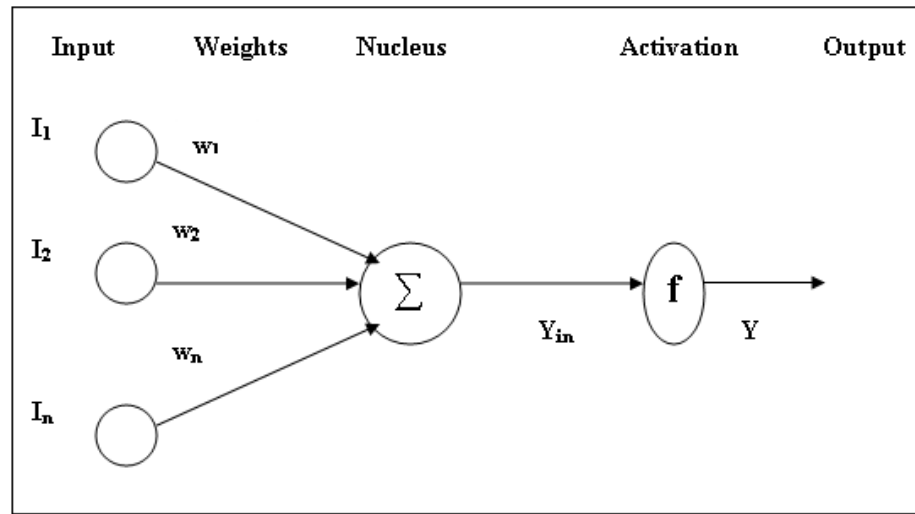 Input Weights Nucleus Activation Output
I₁
w₁
I₂
w₂
∑ f
Yᵢₙ Y
wₙ
Iₙ